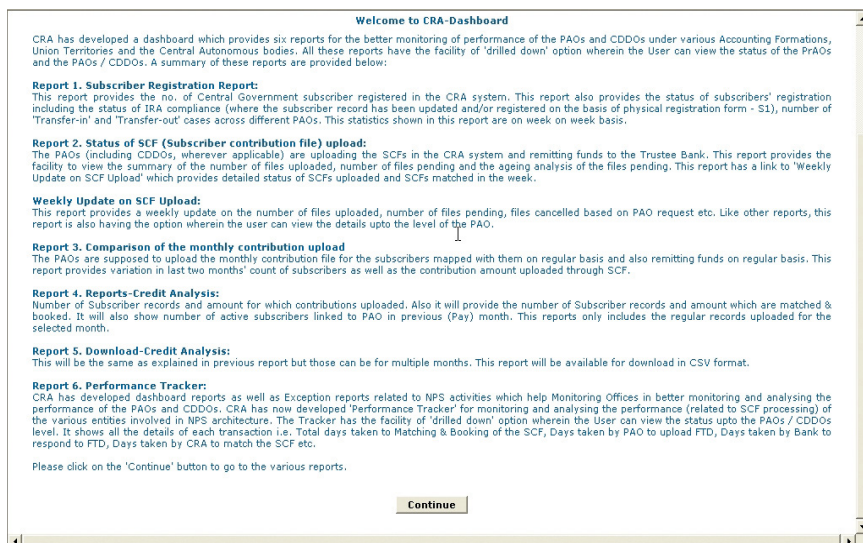 Welcome to CRA-Dashboard
CRA has developed a dashboard which provides six reports for the better monitoring of performance of the PAOs and CDDOs under various Accounting Formations,
Union Territories and the Central Autonomous bodies. All these reports have the facility of 'drilled down' option wherein the User can view the status of the PrAOs
and the PAOs / CDDOs. A summary of these reports are provided below:
Report 1. Subscriber Registration Report:
This report provides the no. of Central Government subscriber registered in the CRA system. This report also provides the status of subscribers' registration
including the status of IRA compliance (where the subscriber record has been updated and/or registered on the basis of physical registration form - S1), number of
'Transfer-in' and 'Transfer-out' cases across different PAOs. This statistics shown in this report are on week on week basis.
Report 2. Status of SCF (Subscriber contribution file) upload:
The PAOs (including CDDOs, wherever applicable) are uploading the SCFs in the CRA system and remitting funds to the Trustee Bank. This report provides the
facility to view the summary of the number of files uploaded, number of files pending and the ageing analysis of the files pending. This report has a link to 'Weekly
Update on SCF Upload' which provides detailed status of SCFs uploaded and SCFs matched in the week.
Weekly Update on SCF Upload:
This report provides a weekly update on the number of files uploaded, number of files pending, files cancelled based on PAO request etc. Like other reports, this
report is also having the option wherein the user can view the details upto the level of the PAO.
Report 3. Comparison of the monthly contribution upload
The PAOs are supposed to upload the monthly contribution file for the subscribers mapped with them on regular basis and also remitting funds on regular basis. This
report provides variation in last two months' count of subscribers as well as the contribution amount uploaded through SCF.
Report 4. Reports-Credit Analysis:
Number of Subscriber records and amount for which contributions uploaded. Also it will provide the number of Subscriber records and amount which are matched &
booked. It will also show number of active subscribers linked to PAO in previous (Pay) month. This reports only includes the regular records uploaded for the
selected month.
Report 5. Download-Credit Analysis:
This will be the same as explained in previous report but those can be for multiple months. This report will be available for download in CSV format.
Report 6. Performance Tracker:
CRA has developed dashboard reports as well as Exception reports related to NPS activities which help Monitoring Offices in better monitoring and analysing the
performance of the PAOs and CDDOs. CRA has now developed 'Performance Tracker' for monitoring and analysing the performance (related to SCF processing) of
the various entities involved in NPS architecture. The Tracker has the facility of 'drilled down' option wherein the User can view the status upto the PAOs / CDDOs
level. It shows all the details of each transaction i.e. Total days taken to Matching & Booking of the SCF, Days taken by PAO to upload FTD, Days taken by Bank to
respond to FTD, Days taken by CRA to match the SCF etc.
Please click on the 'Continue' button to go to the various reports.
Continue